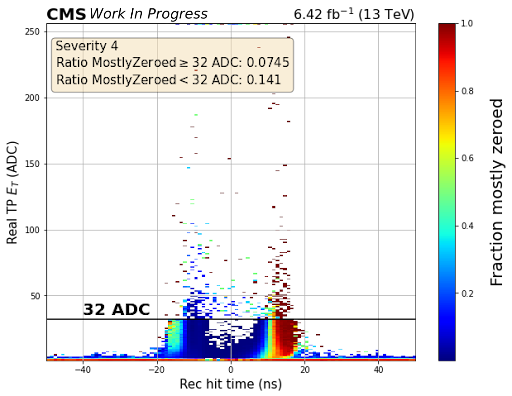 CMS Work In Progress 6.42 fb⁻¹ (13 TeV)
Severity 4
Ratio MostlyZeroed ≥ 32 ADC: 0.0745
Ratio MostlyZeroed < 32 ADC: 0.141
250
200
150
100
50
32 ADC
−40 −20 0 20 40
Rec hit time (ns)
Real TP E_T (ADC)
1.0
0.8
0.6
0.4
0.2
Fraction mostly zeroed